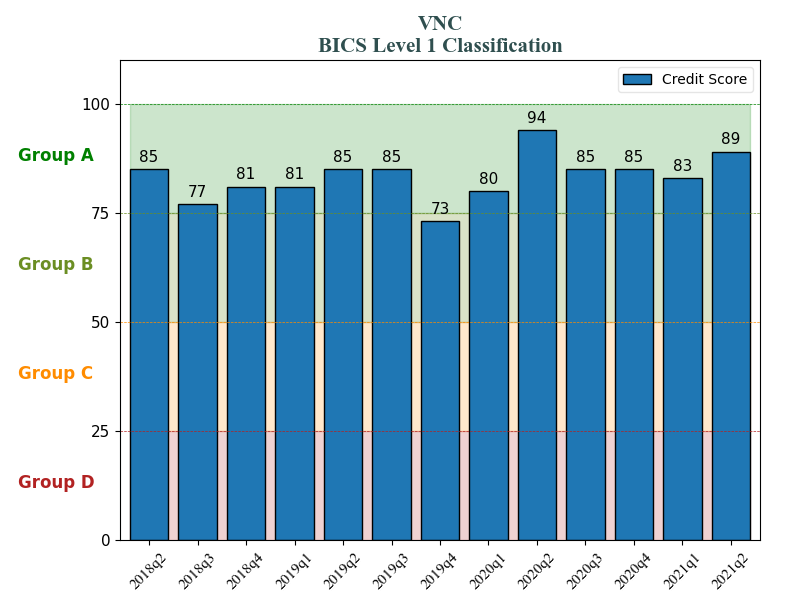 VNC
BICS Level 1 Classification
Credit Score
100
75
50
25
0
Group A
Group B
Group C
Group D
85
77
81
81
85
85
73
80
94
85
85
83
89
2018q2
2018q3
2018q4
2019q1
2019q2
2019q3
2019q4
2020q1
2020q2
2020q3
2020q4
2021q1
2021q2